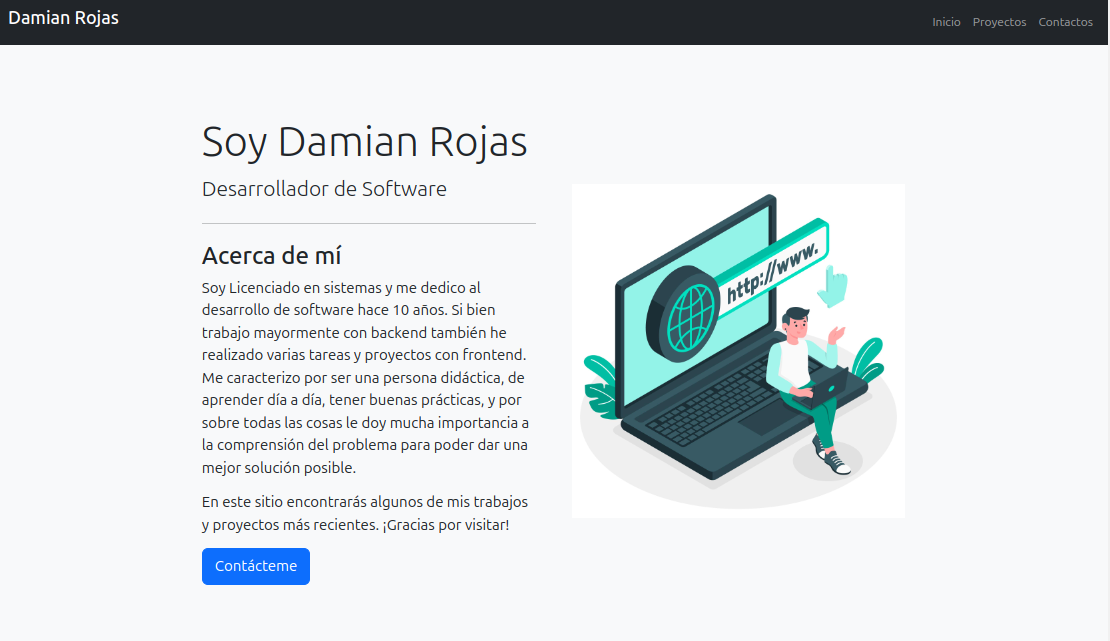 Damian Rojas
Inicio Proyectos Contactos
Soy Damian Rojas
Desarrollador de Software
Acerca de mí
Soy Licenciado en sistemas y me dedico al
desarrollo de software hace 10 años. Si bien
trabajo mayormente con backend también he
realizado varias tareas y proyectos con frontend.
Me caracterizo por ser una persona didáctica, de
aprender día a día, tener buenas prácticas, y por
sobre todas las cosas le doy mucha importancia a
la comprensión del problema para poder dar una
mejor solución posible.
En este sitio encontrarás algunos de mis trabajos
y proyectos más recientes. ¡Gracias por visitar!
Contácteme
http://www.